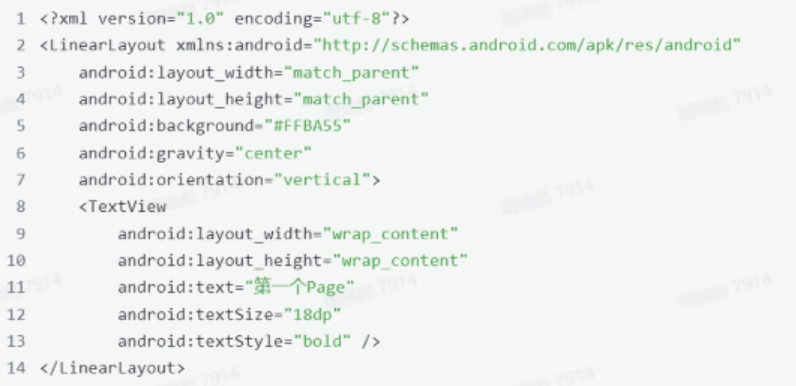 1 <?xml version="1.0" encoding="utf-8"?>
2 <LinearLayout xmlns:android="http://schemas.android.com/apk/res/android"
3     android:layout_width="match_parent"
4     android:layout_height="match_parent"
5     android:background="#FFBA55"
6     android:gravity="center"
7     android:orientation="vertical">
8     <TextView
9         android:layout_width="wrap_content"
10         android:layout_height="wrap_content"
11         android:text="第一个Page"
12         android:textSize="18dp"
13         android:textStyle="bold" />
14 </LinearLayout>